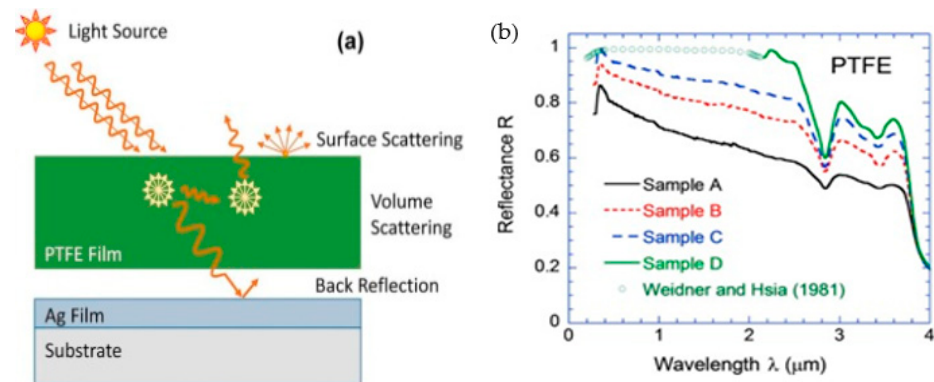 Light Source
(a)
Surface Scattering
Volume
Scattering
PTFE Film
Back Reflection
Ag Film
Substrate
(b)
PTFE
Reflectance R
1
0.8
0.6
0.4
0.2
Sample A
Sample B
Sample C
Sample D
Weidner and Hsia (1981)
0
1
2
3
4
Wavelength λ (μm)